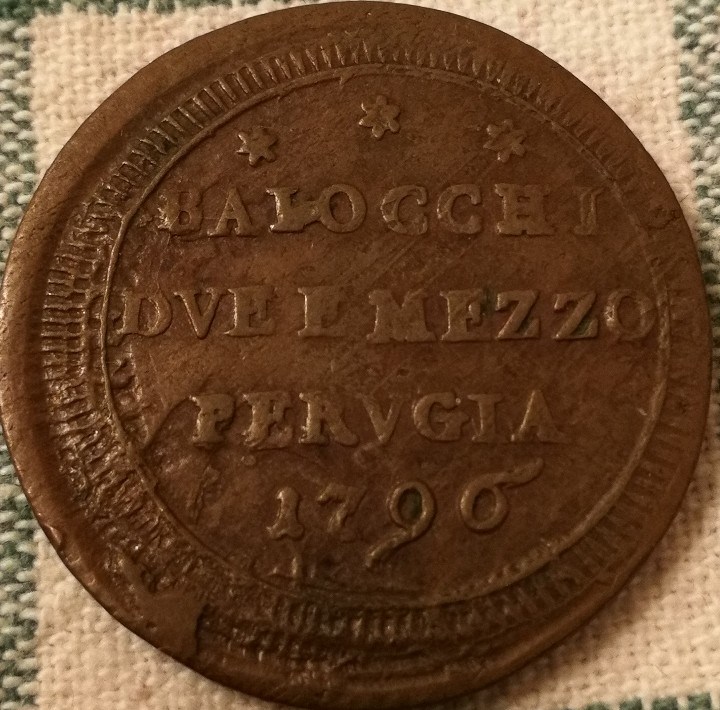 BAIOCCHI
DVE E MEZZO
PERVGIA
1796